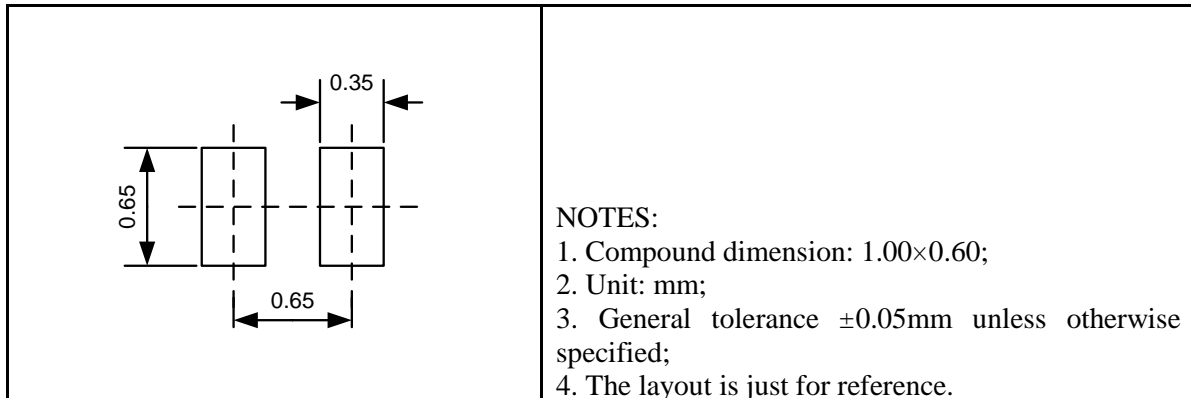 0.35
0.65
0.65
NOTES:
1. Compound dimension: 1.00×0.60;
2. Unit: mm;
3. General tolerance ±0.05mm unless otherwise
specified;
4. The layout is just for reference.